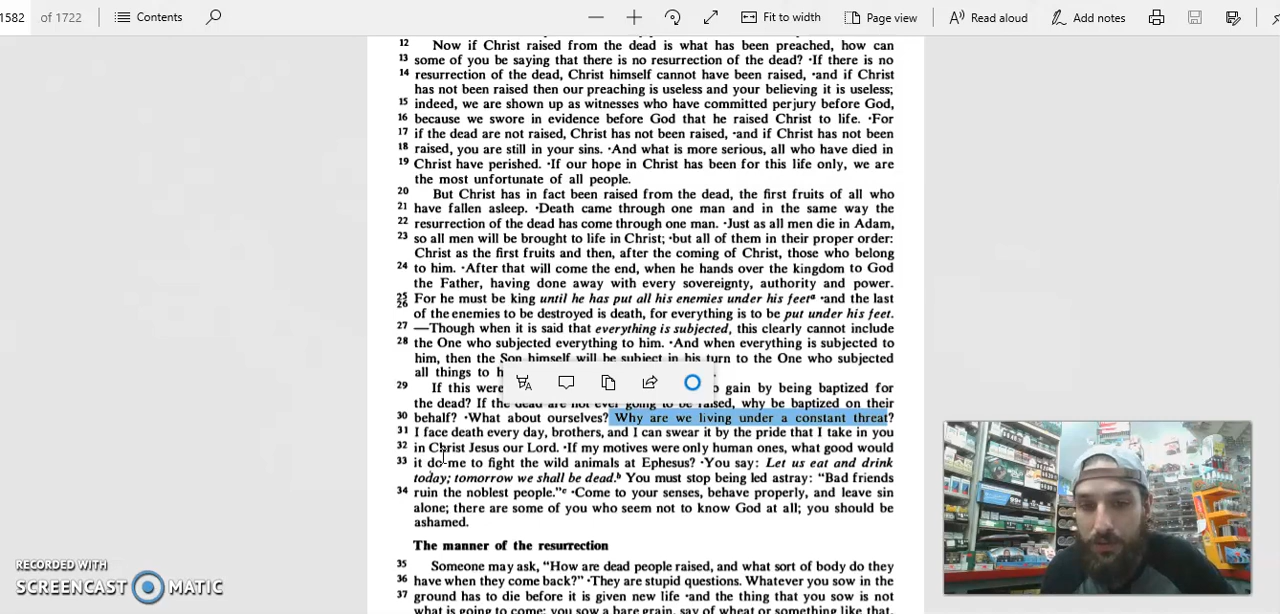 1582 of 1722 Contents Fit to width Page view Read aloud Add notes
12 Now if Christ raised from the dead is what has been preached, how can
13 some of you be saying that there is no resurrection of the dead? ·If there is no
14 resurrection of the dead, Christ himself cannot have been raised, ·and if Christ
has not been raised then our preaching is useless and your believing it is useless;
15 indeed, we are shown up as witnesses who have committed perjury before God,
16 because we swore in evidence before God that he raised Christ to life. ·For
17 if the dead are not raised, Christ has not been raised, ·and if Christ has not been
18 raised, you are still in your sins. ·And what is more serious, all who have died in
19 Christ have perished. ·If our hope in Christ has been for this life only, we are
the most unfortunate of all people.
20 But Christ has in fact been raised from the dead, the first fruits of all who
21 have fallen asleep. ·Death came through one man and in the same way the
22 resurrection of the dead has come through one man. ·Just as all men die in Adam,
23 so all men will be brought to life in Christ; ·but all of them in their proper order:
Christ as the first fruits and then, after the coming of Christ, those who belong
24 to him. ·After that will come the end, when he hands over the kingdom to God
the Father, having done away with every sovereignty, authority and power.
25 26 For he must be king until he has put all his enemies under his feetᵃ ·and the last
of the enemies to be destroyed is death, for everything is to be put under his feet.
27 —Though when it is said that everything is subjected, this clearly cannot include
28 the One who subjected everything to him. ·And when everything is subjected to
him, then the Son himself will be subject in his turn to the One who subjected
all things to
29 If this were gain by being baptized for
the dead? If the dead are not ever going to be raised, why be baptized on their
30 behalf? ·What about ourselves? Why are we living under a constant threat?
31 I face death every day, brothers, and I can swear it by the pride that I take in you
32 in Christ Jesus our Lord. ·If my motives were only human ones, what good would
33 it do me to fight the wild animals at Ephesus? ·You say: Let us eat and drink
today; tomorrow we shall be dead.ᵇ You must stop being led astray: "Bad friends
34 ruin the noblest people."ᶜ ·Come to your senses, behave properly, and leave sin
alone; there are some of you who seem not to know God at all; you should be
ashamed.
The manner of the resurrection
35 Someone may ask, "How are dead people raised, and what sort of body do they
36 have when they come back?" ·They are stupid questions. Whatever you sow in the
37 ground has to die before it is given new life ·and the thing that you sow is not
what is going to come; you sow a bare grain, say of wheat or something like that,
RECORDED WITH
SCREENCAST MATIC